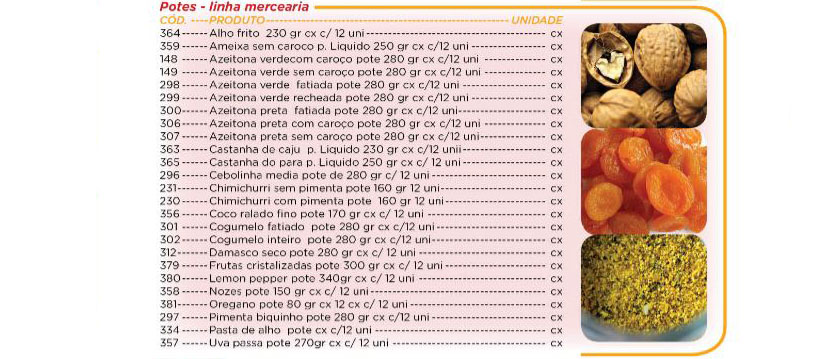 Potes - linha mercearia
CÓD. ----PRODUTO---------------------------------------------- UNIDADE
364------Alho frito 230 gr cx c/ 12 uni ---------------------- cx
359------Ameixa sem caroco p. Liquido 250 gr cx c/12 uni ------------- cx
148 ------Azeitona verdecom caroço pote 280 gr cx c/12 uni ----------- cx
149 ------Azeitona verde sem caroço pote 280 gr cx c/12 uni ------------ cx
298 ------Azeitona verde fatiada pote 280 gr cx c/12 uni -------------- cx
299 ------Azeitona verde recheada pote 280 gr cx c/12 uni -------------- cx
300------Azeitona preta fatiada pote 280 gr cx c/12 uni--------------- cx
306 ------Azeitona preta com caroço pote 280 gr cx c/12 uni------------ cx
307 ------Azeitona preta sem caroço pote 280 gr cx c/12 uni------------- cx
363------Castanha de caju p. Liquido 230 gr cx c/12 unii--------------- cx
365------Castanha do para p. Liquido 250 gr cx c/12 uni--------------- cx
296------Cebolinha media pote de 280 gr c/ 12 uni -------------------- cx
231------Chimichurri sem pimenta pote 160 gr 12 uni------------------- cx
230------Chimichurri com pimenta pote 160 gr 12 uni------------------ cx
356------Coco ralado fino pote 170 gr cx c/ 12 uni --------------------- cx
301 ------Cogumelo fatiado pote 280 gr cx c/12 uni------------------- cx
302------Cogumelo inteiro pote 280 gr cx c/12 uni------------------- cx
312------Damasco seco pote 280 gr cx c/ 12 uni ---------------------- cx
379------Frutas cristalizadas pote 300 gr cx c/12 uni ------------------ cx
380------Lemon pepper pote 340gr cx c/ 12 uni --------------------- cx
358------Nozes pote 150 gr cx c/ 12 uni ------------------------- cx
381------Oregano pote 80 gr cx 12 cx c/ 12 uni ----------------------- cx
297------Pimenta biquinho pote 280 gr cx c/12 uni -------------------- cx
334------Pasta de alho pote cx c/12 uni ----------------------------- cx
357------Uva passa pote 270gr cx c/ 12 uni -------------------------- cx